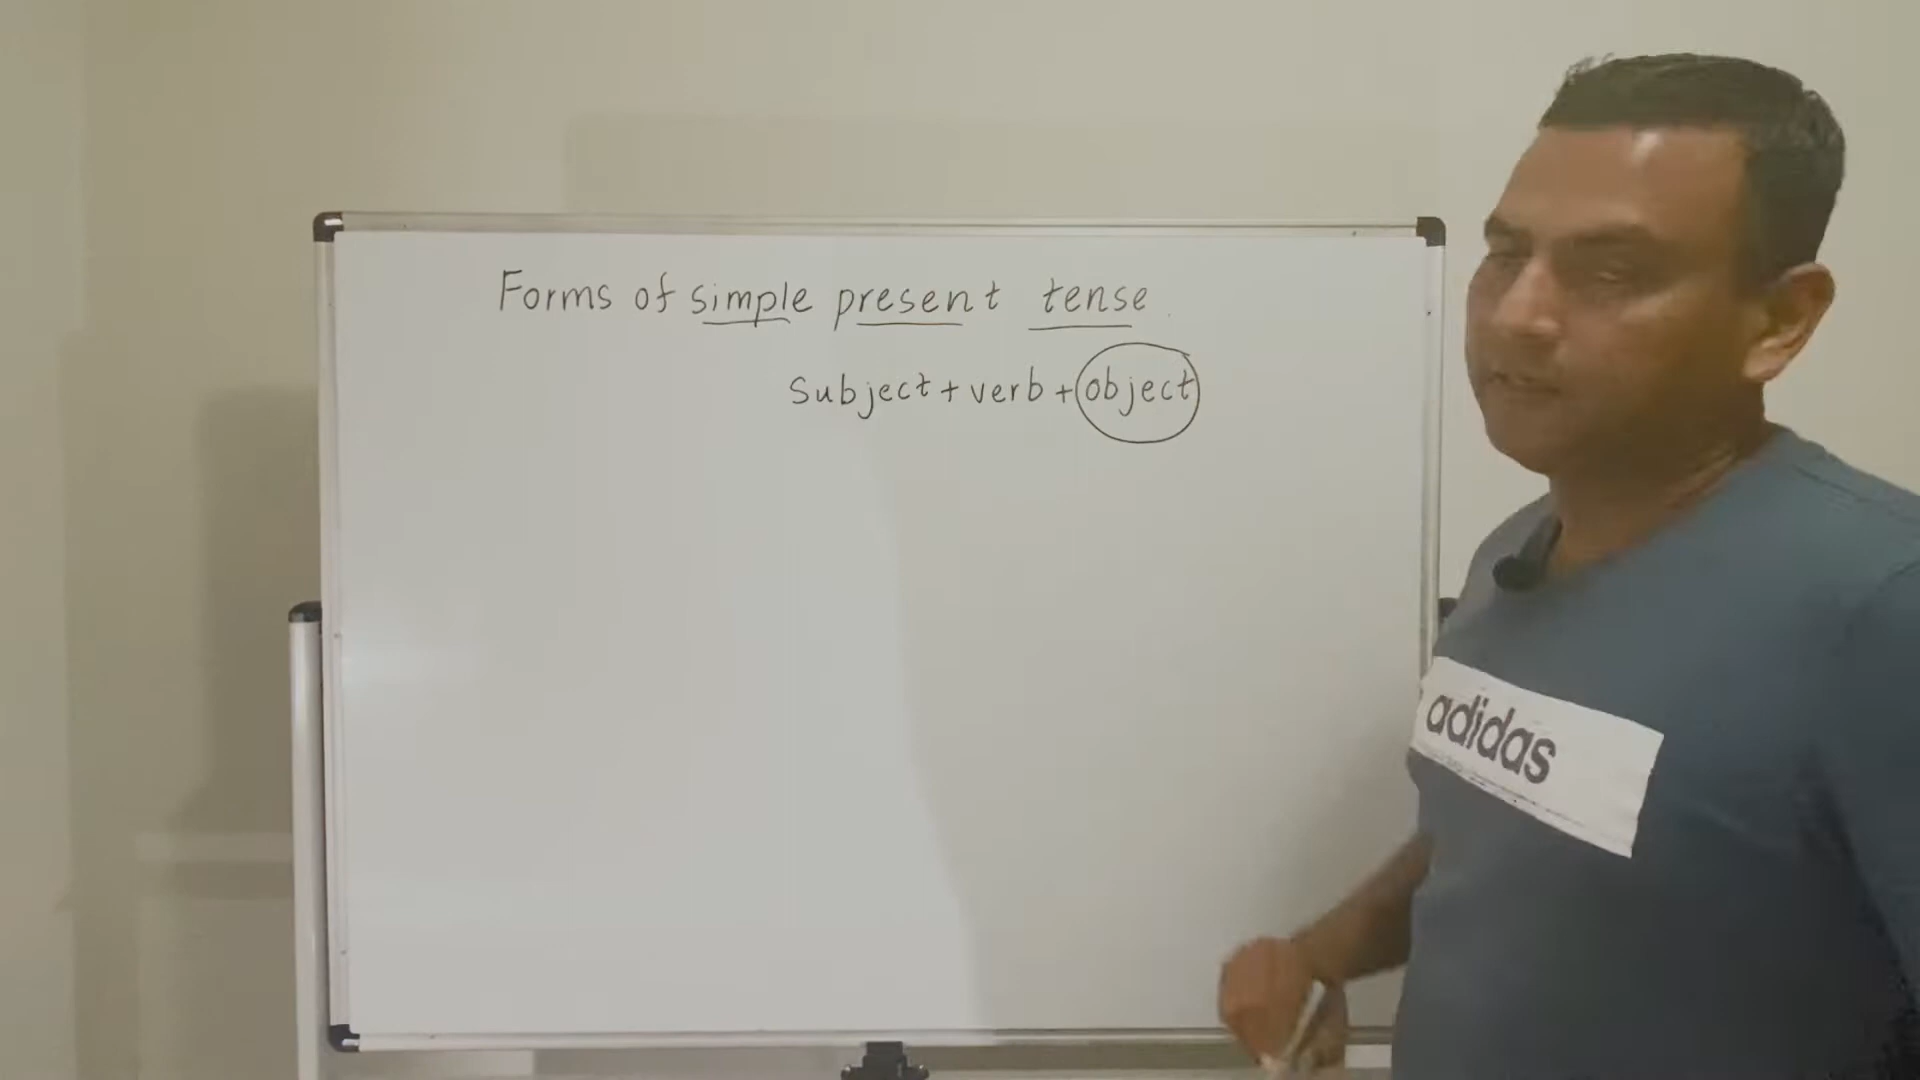 Forms of simple present tense
Subject + verb + object
adidas